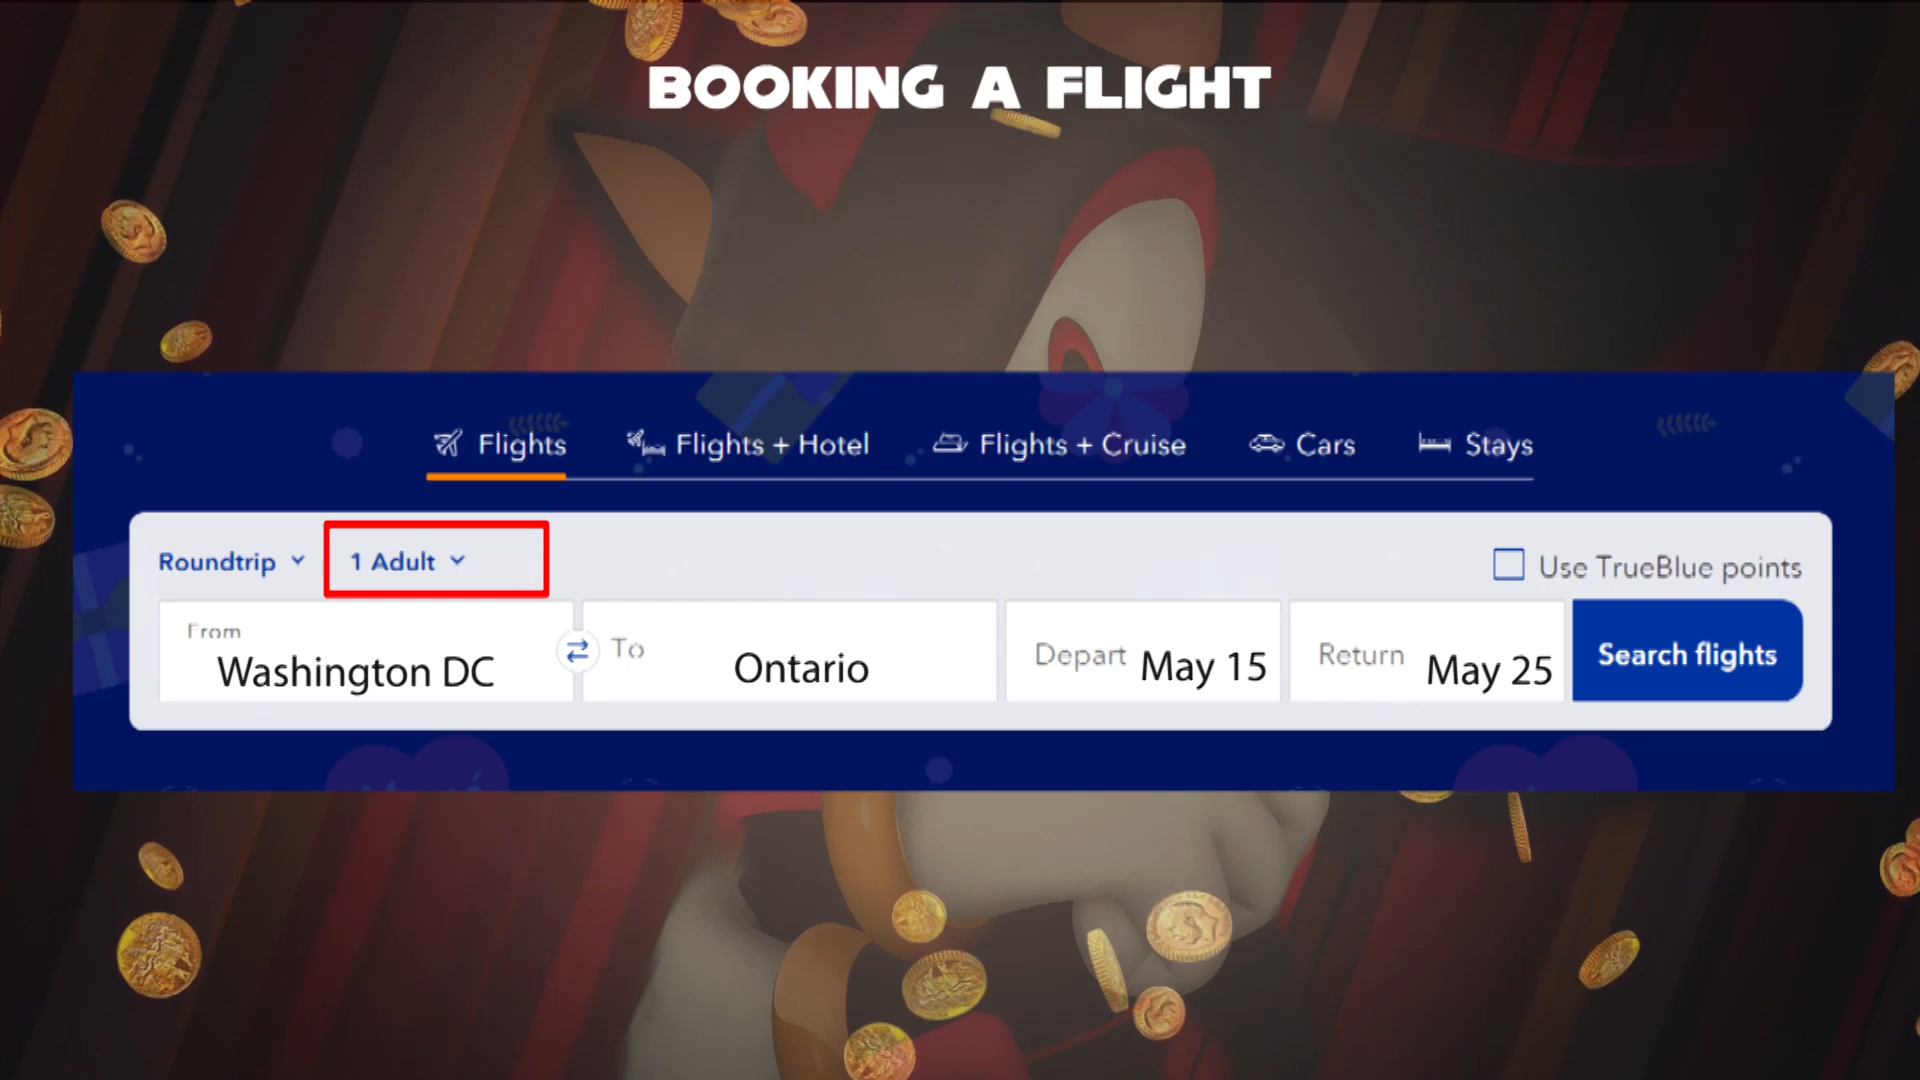 BOOKING A FLIGHT
Flights Flights + Hotel Flights + Cruise Cars Stays
Roundtrip 1 Adult Use TrueBlue points
From
Washington DC
To Ontario
Depart May 15
Return May 25
Search flights